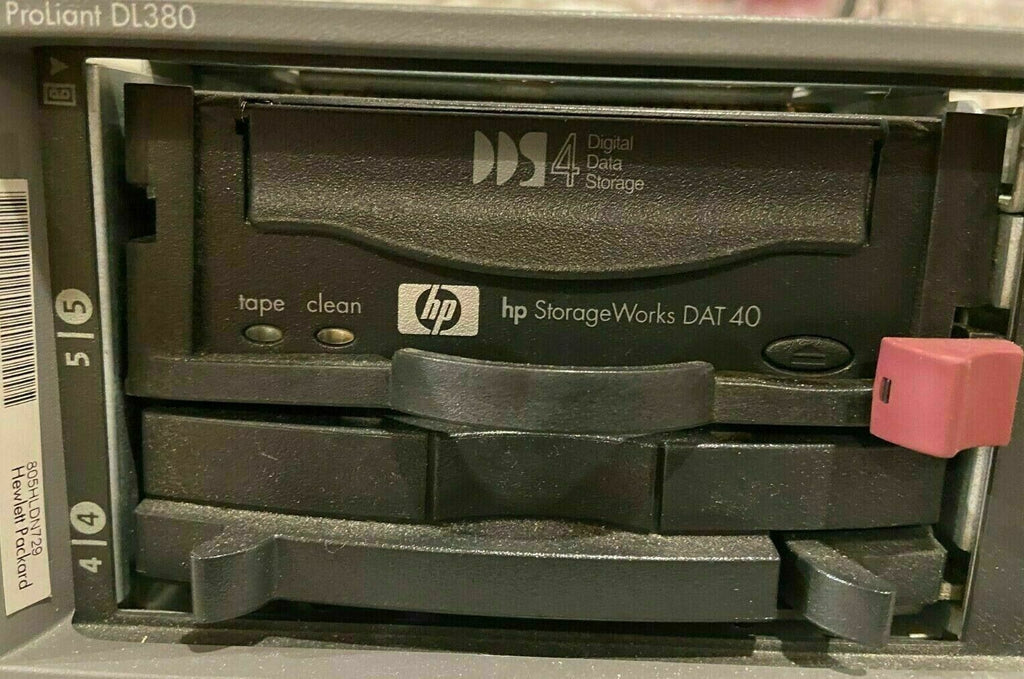 ProLiant DL380
DDS 4 Digital
Data
Storage
tape clean
hp
hp StorageWorks DAT 40
5 5
4 4
805HLDN729
Hewlett Packard